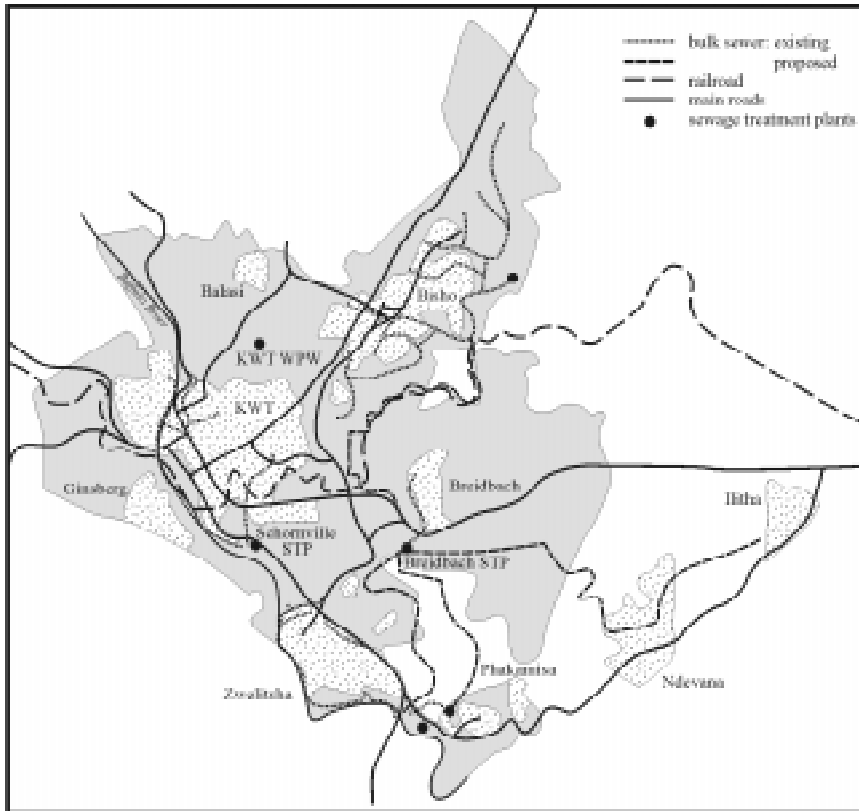 bulk sewer: existing
proposed
railroad
main roads
sewage treatment plants
Balasi
Bisho
KWT WPW
KWT
Ginsberg
Breidbach
Ilitha
Schornville
STP
Breidbach STP
Phakamisa
Zwelitsha
Ndevana